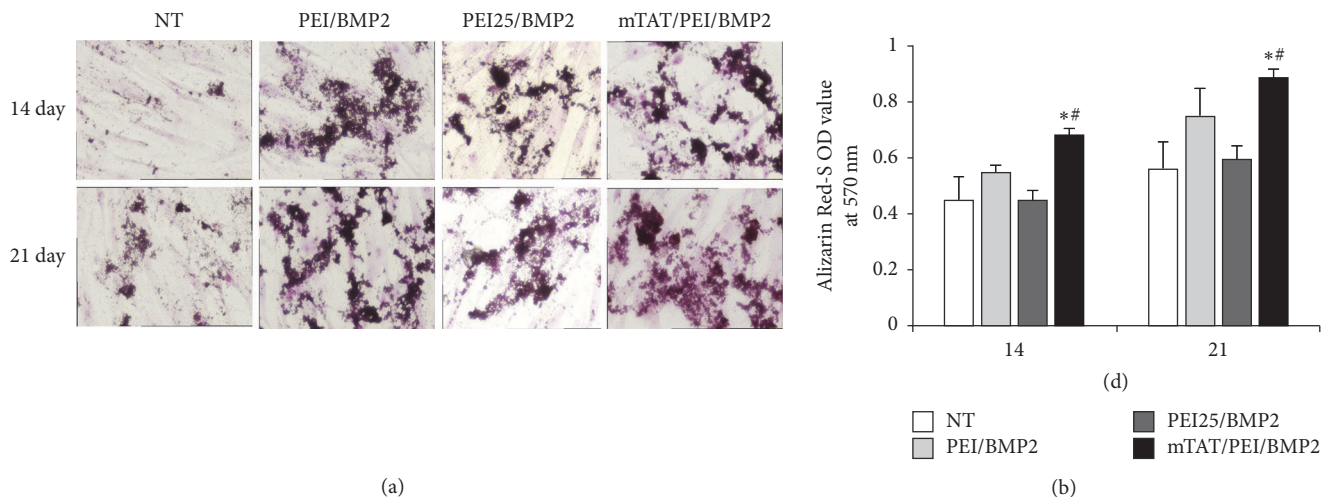 NT PEI/BMP2 PEI25/BMP2 mTAT/PEI/BMP2
14 day
21 day
(a)
Alizarin Red-S OD value
at 570 nm
1
0.8
0.6
0.4
0.2
0
*#
*#
14 21
(d)
NT PEI25/BMP2
PEI/BMP2 mTAT/PEI/BMP2
(b)